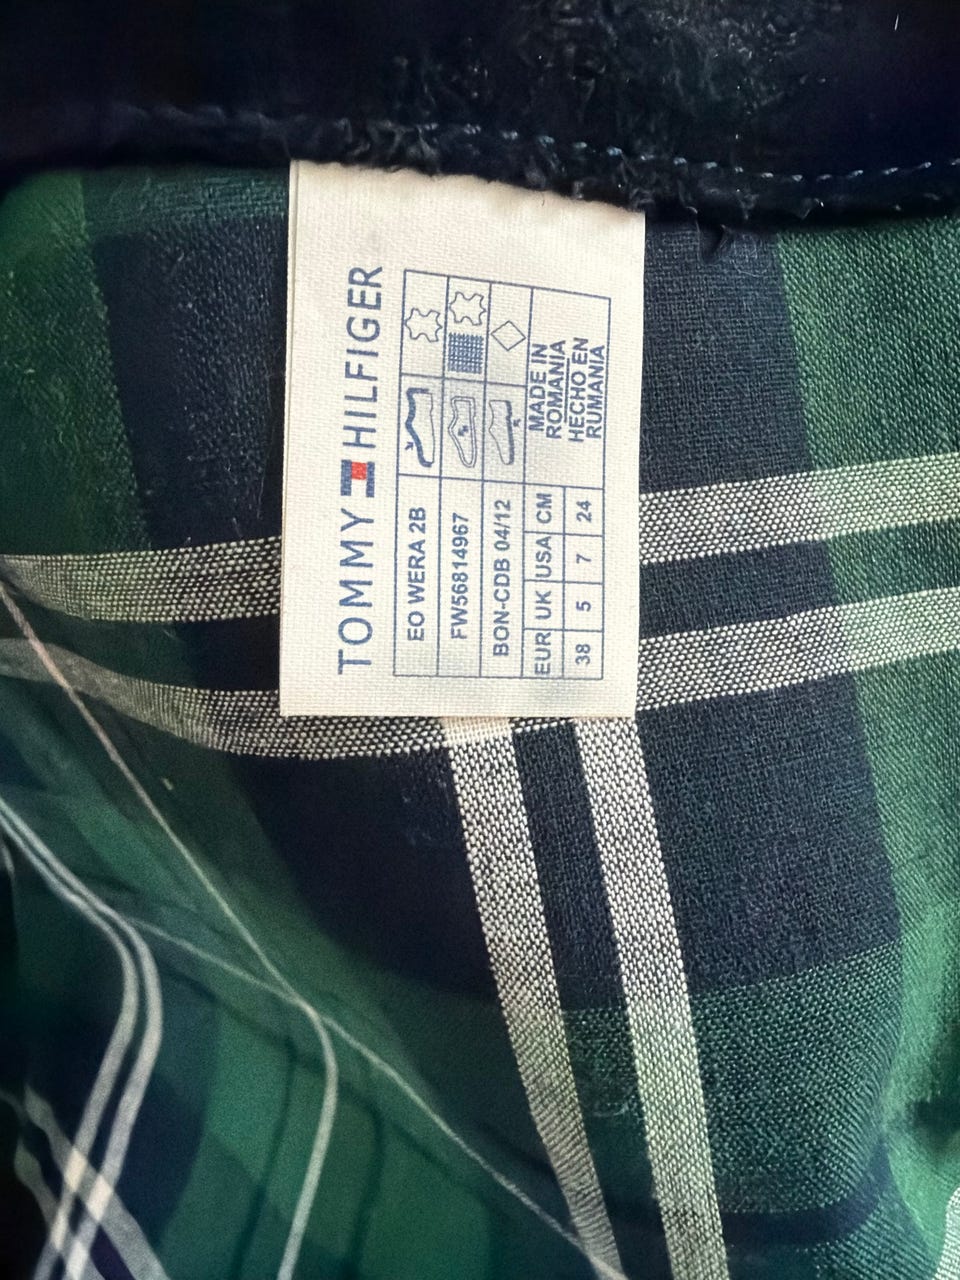 TOMMY HILFIGER
EO WERA 2B
FW56814967
BON-CDB 04/12
MADE IN
ROMANIA
HECHO EN
RUMANIA
EUR UK USA CM
38 5 7 24